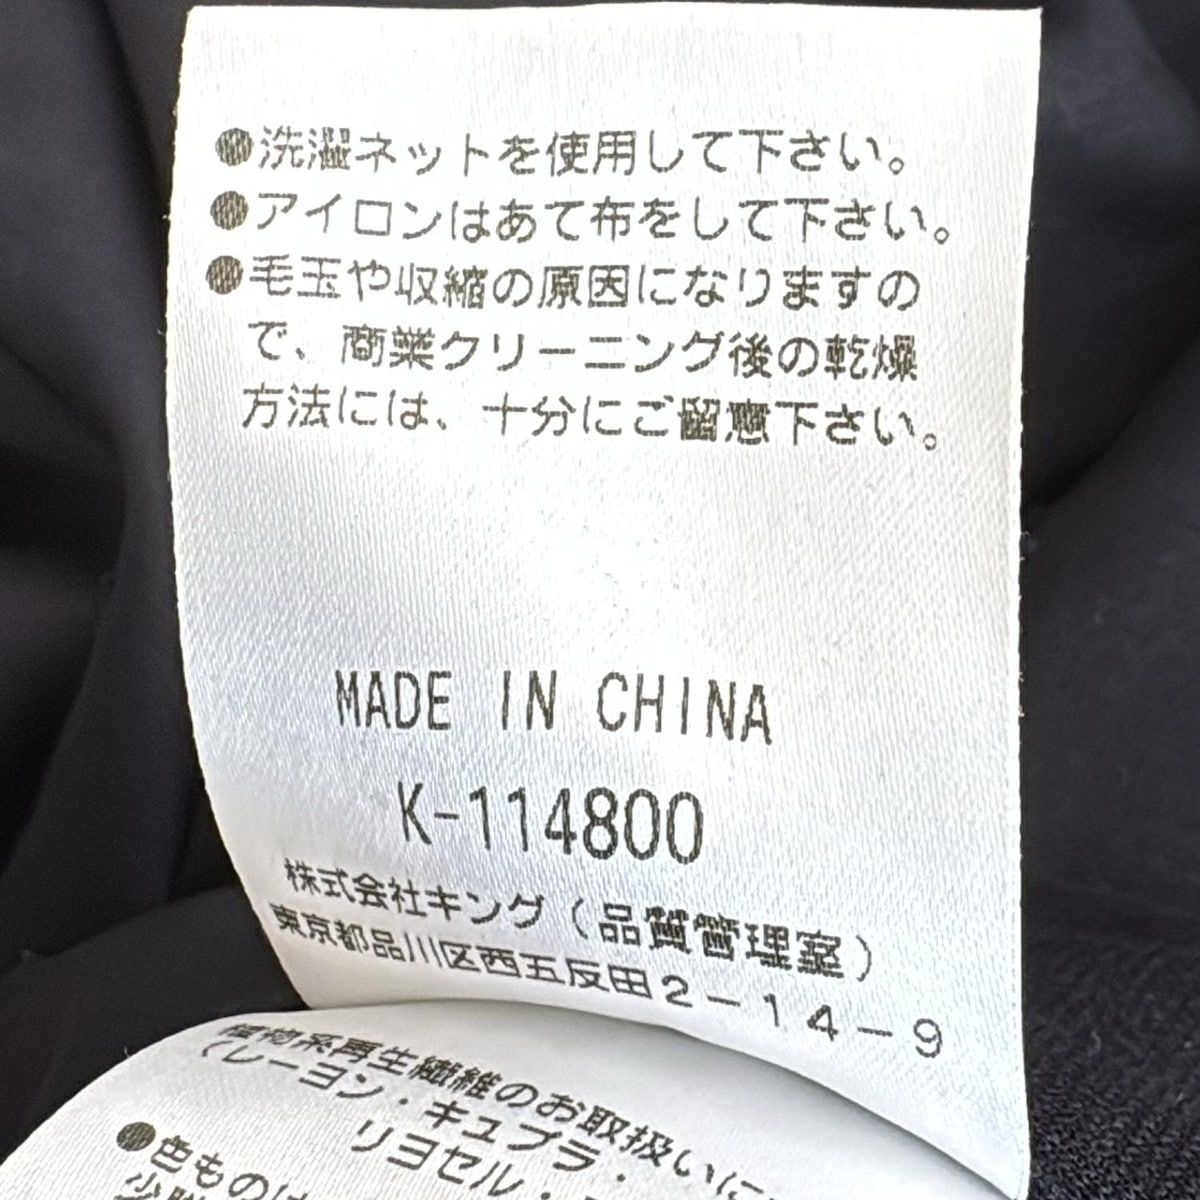 ●洗濯ネットを使用して下さい。
●アイロンはあて布をして下さい。
●毛玉や収縮の原因になりますの
で、商業クリーニング後の乾燥
方法には、十分にご留意下さい。
MADE IN CHINA
K-114800
株式会社キング(品質管理室)
東京都品川区西五反田2-14-9
植物系再生繊維のお取扱いに
(レーヨン・キュプラ・
リヨセル・
●色ものは